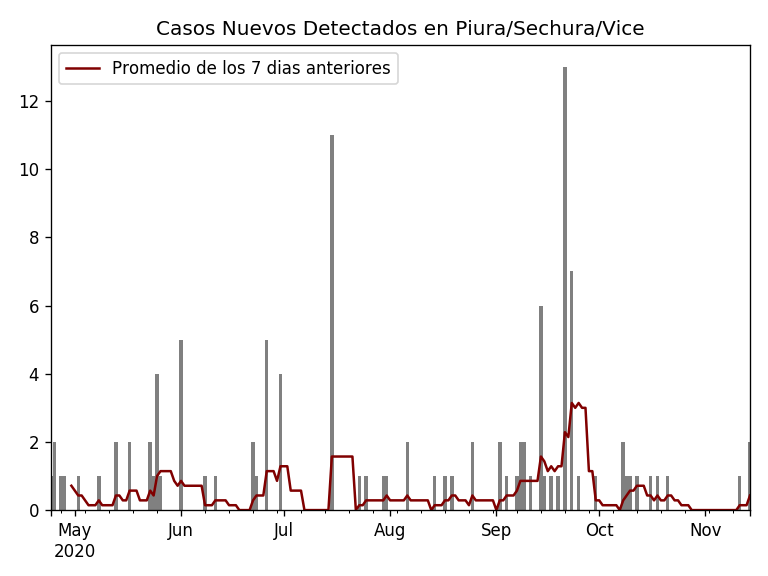 Casos Nuevos Detectados en Piura/Sechura/Vice
Promedio de los 7 dias anteriores
12
10
8
6
4
2
0
May Jun Jul Aug Sep Oct Nov
2020